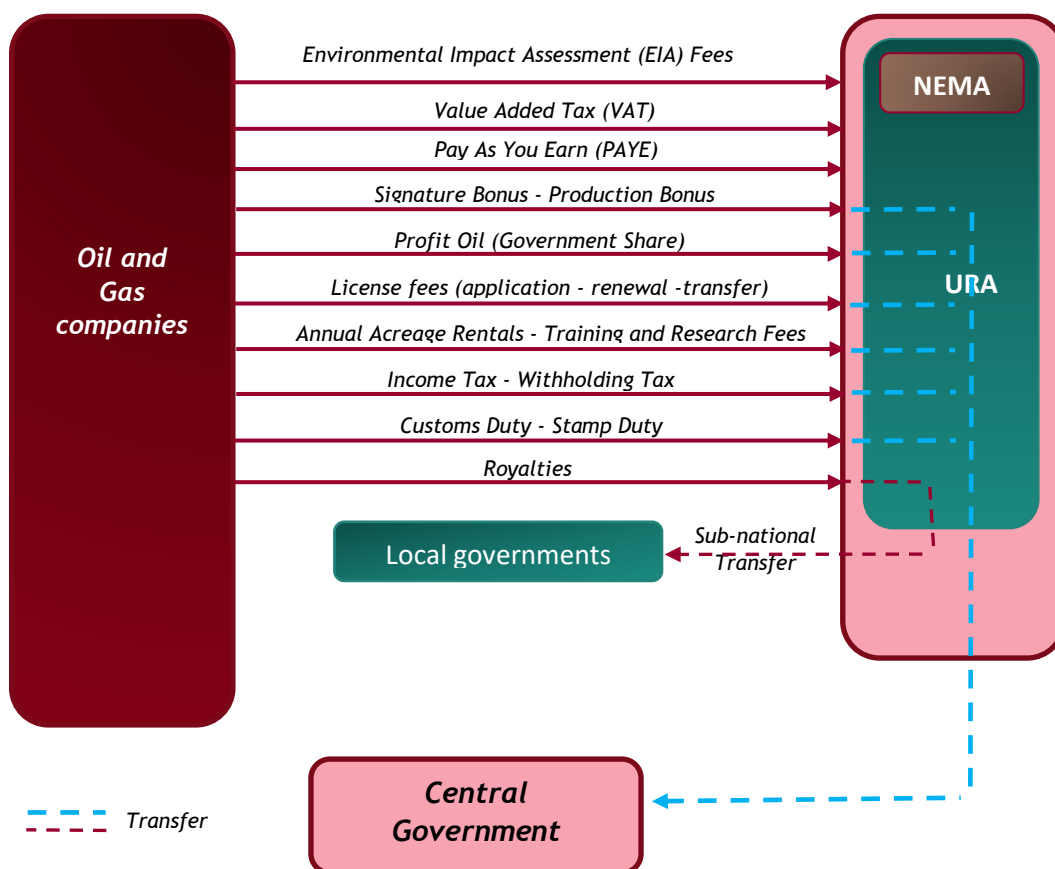 Environmental Impact Assessment (EIA) Fees
NEMA
Value Added Tax (VAT)
Pay As You Earn (PAYE)
Signature Bonus - Production Bonus
Oil and
Gas
companies
Profit Oil (Government Share)
URA
License fees (application - renewal -transfer)
Annual Acreage Rentals - Training and Research Fees
Income Tax - Withholding Tax
Customs Duty - Stamp Duty
Royalties
Local governments
Sub-national
Transfer
Central
Government
Transfer